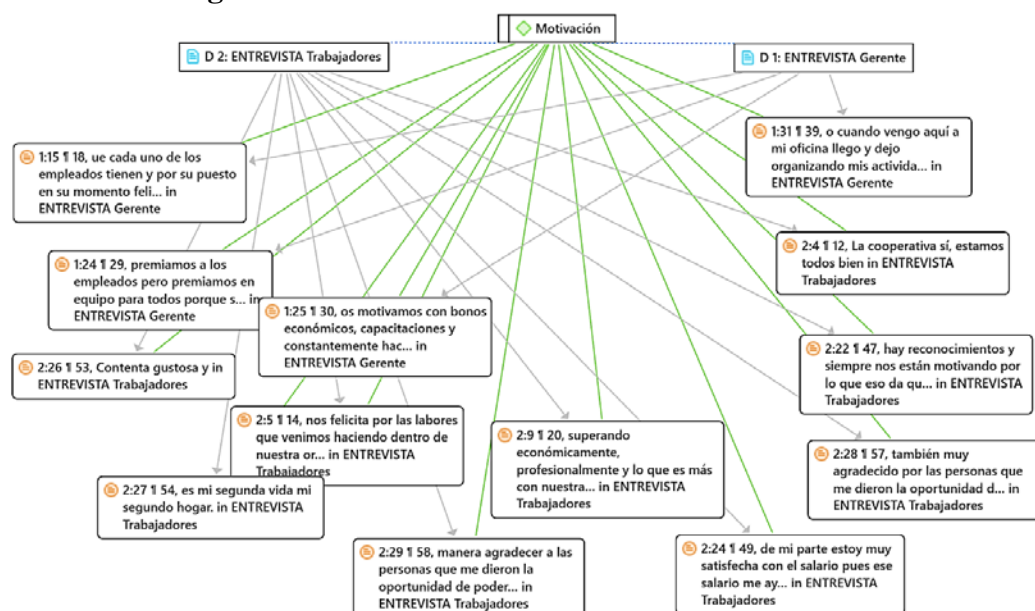 Motivación
D 2: ENTREVISTA Trabajadores
D 1: ENTREVISTA Gerente
1:31 ¶ 39, o cuando vengo aquí a
mi oficina llego y dejo
organizando mis activida... in
ENTREVISTA Gerente
1:15 ¶ 18, ue cada uno de los
empleados tienen y por su puesto
en su momento feli... in
ENTREVISTA Gerente
2:4 ¶ 12, La cooperativa sí, estamos
todos bien in ENTREVISTA
Trabajadores
1:24 ¶ 29, premiamos a los
empleados pero premiamos en
equipo para todos porque s... in
ENTREVISTA Gerente
1:25 ¶ 30, os motivamos con bonos
económicos, capacitaciones y
constantemente hac... in
ENTREVISTA Gerente
2:22 ¶ 47, hay reconocimientos y
siempre nos están motivando por
lo que eso da qu... in ENTREVISTA
Trabajadores
2:26 ¶ 53, Contenta gustosa y in
ENTREVISTA Trabajadores
2:5 ¶ 14, nos felicita por las labores
que venimos haciendo dentro de
nuestra or... in ENTREVISTA
Trabajadores
2:9 ¶ 20, superando
económicamente,
profesionalmente y lo que es más
con nuestra... in ENTREVISTA
Trabajadores
2:28 ¶ 57, también muy
agradecido por las personas que
me dieron la oportunidad d... in
ENTREVISTA Trabajadores
2:27 ¶ 54, es mi segunda vida mi
segundo hogar. in ENTREVISTA
Trabajadores
2:29 ¶ 58, manera agradecer a las
personas que me dieron la
oportunidad de poder... in
ENTREVISTA Trabajadores
2:24 ¶ 49, de mi parte estoy muy
satisfecha con el salario pues ese
salario me ay... in ENTREVISTA
Trabajadores